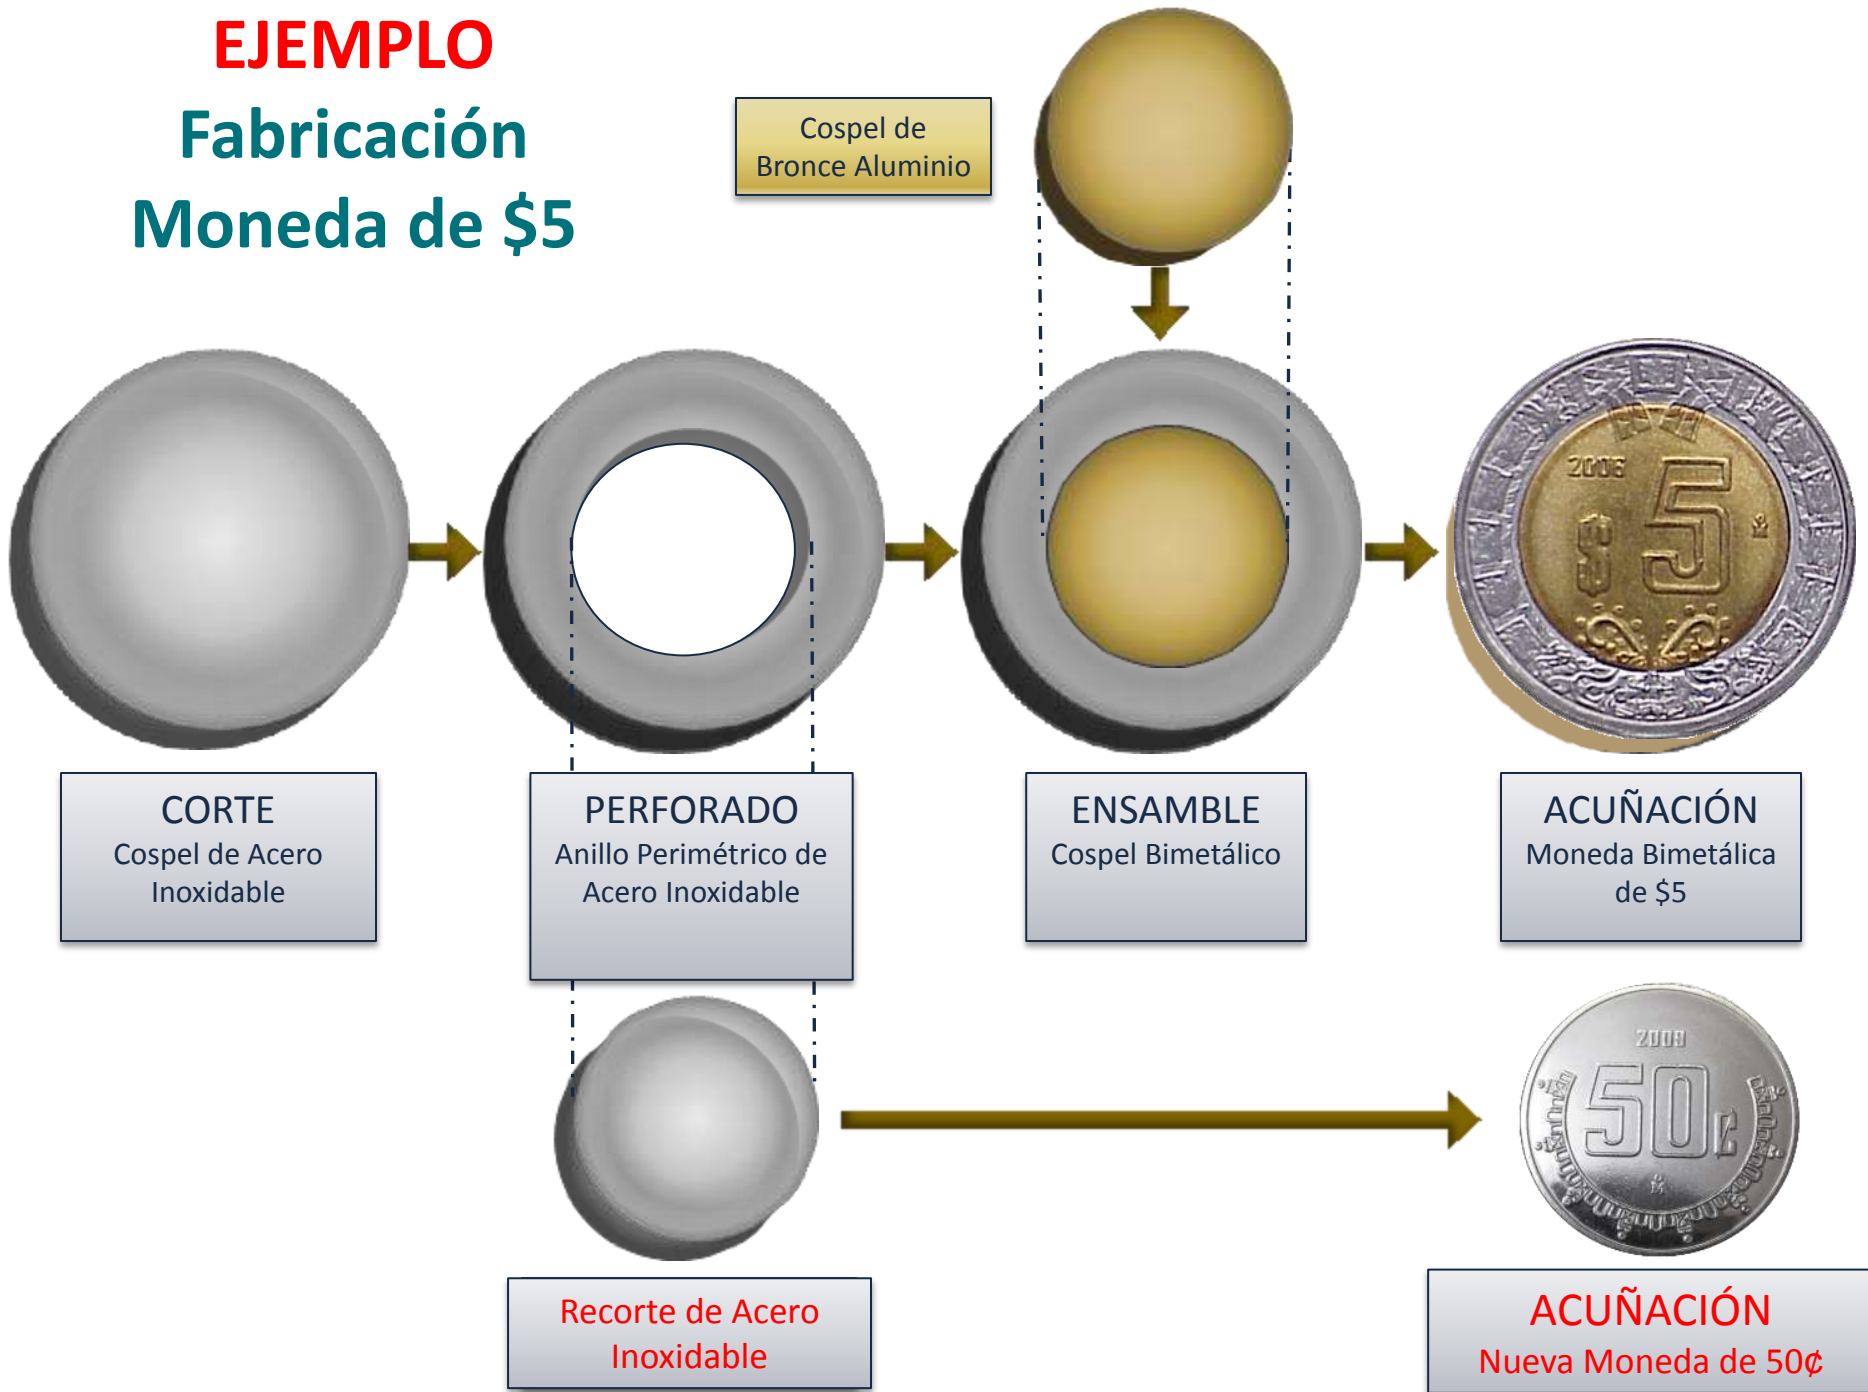 EJEMPLO
Fabricación
Moneda de $5
Cospel de
Bronce Aluminio
2006
$ 5
CORTE
Cospel de Acero
Inoxidable
PERFORADO
Anillo Perimétrico de
Acero Inoxidable
ENSAMBLE
Cospel Bimetálico
ACUÑACIÓN
Moneda Bimetálica
de $5
2009
50¢
Recorte de Acero
Inoxidable
ACUÑACIÓN
Nueva Moneda de 50¢